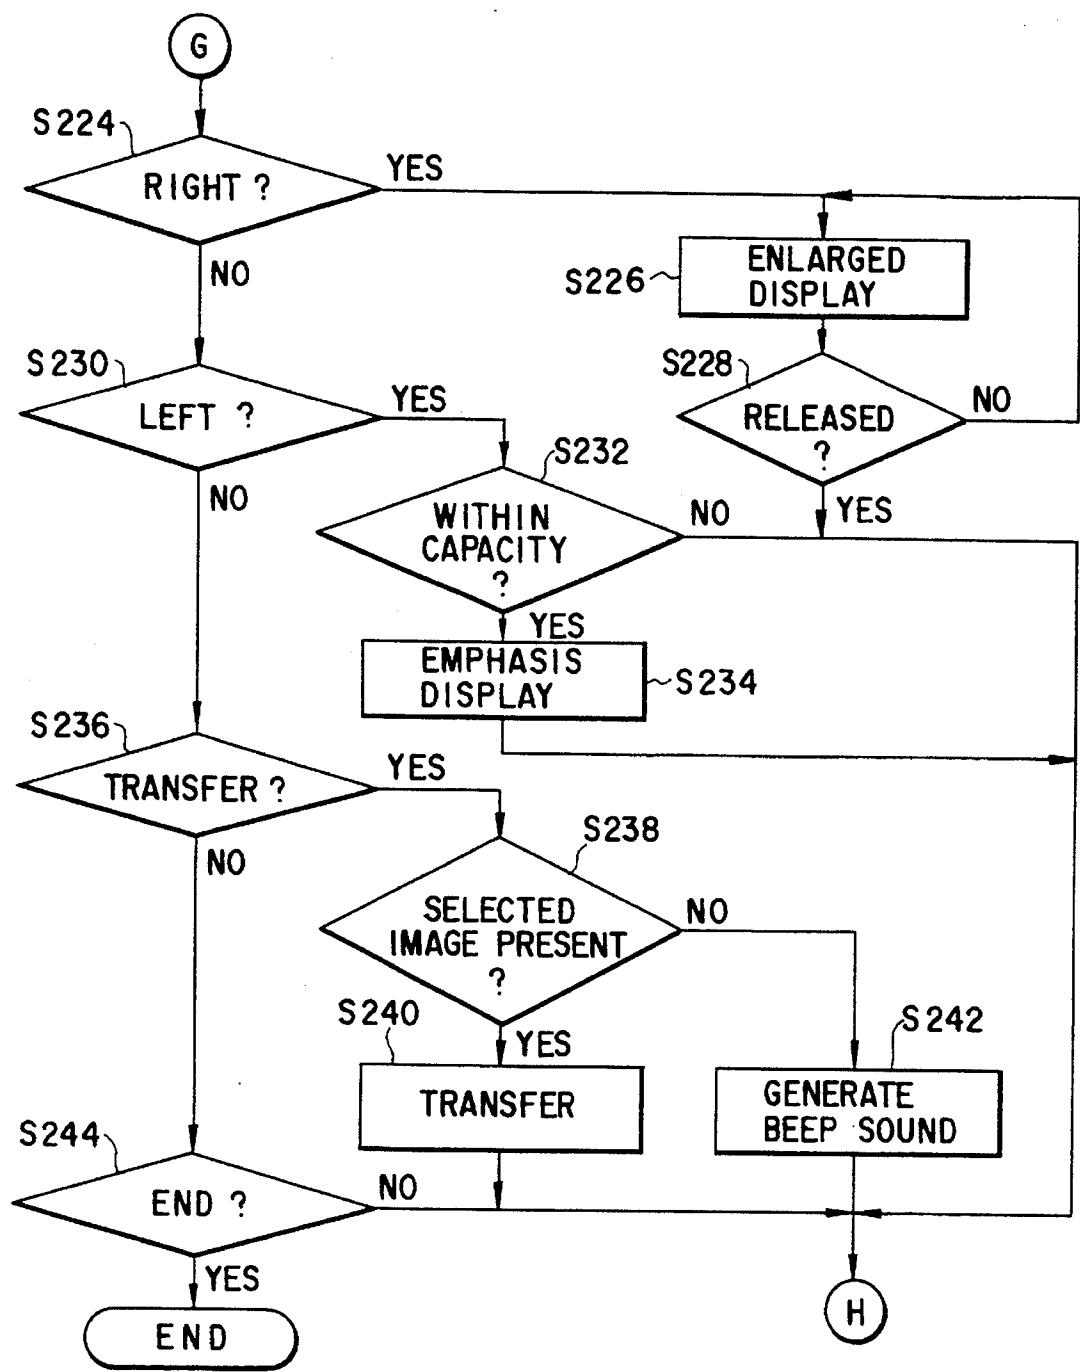 G
S224
RIGHT ?
YES
NO
ENLARGED
DISPLAY
S226
S228
RELEASED
?
NO
YES
S230
LEFT ?
YES
NO
S232
WITHIN
CAPACITY
?
NO
YES
EMPHASIS
DISPLAY
S234
S236
TRANSFER ?
YES
NO
S238
SELECTED
IMAGE PRESENT
?
NO
YES
S240
TRANSFER
S242
GENERATE
BEEP SOUND
S244
END ?
NO
YES
END
H